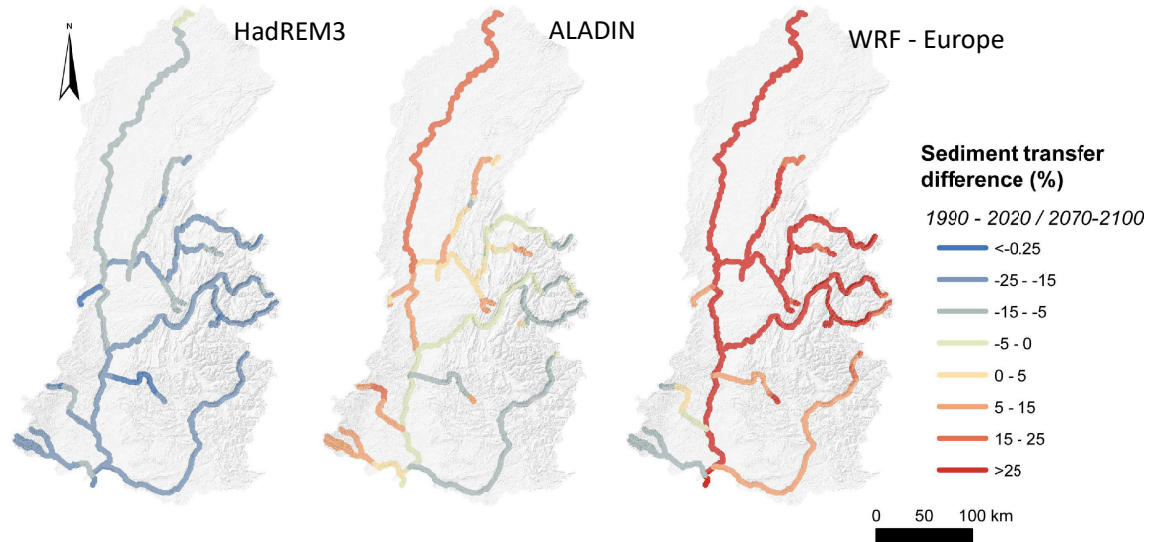 N
HadREM3
ALADIN
WRF - Europe
Sediment transfer
difference (%)
1990 - 2020 / 2070-2100
<-0.25
-25 - -15
-15 - -5
-5 - 0
0 - 5
5 - 15
15 - 25
>25
0 50 100 km